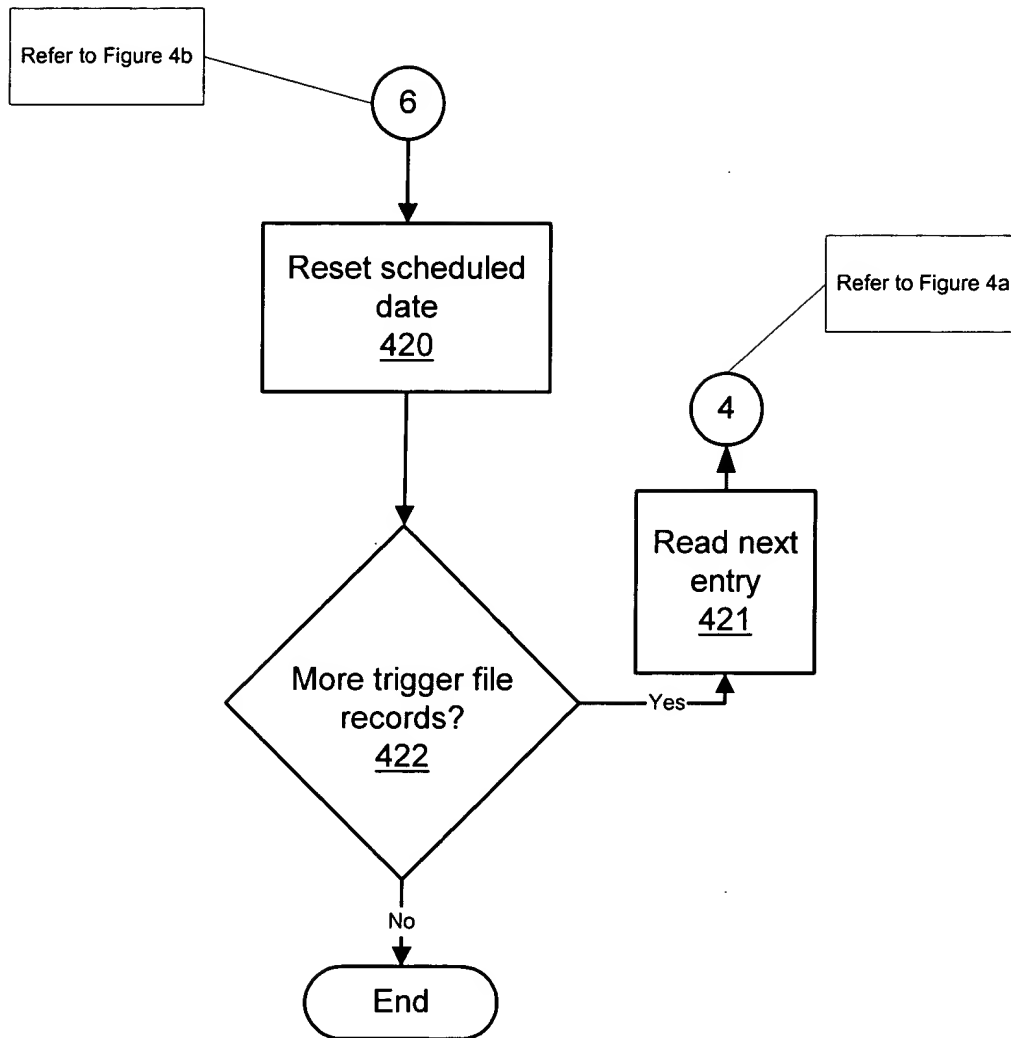 Refer to Figure 4b
6
Reset scheduled
date
420
Refer to Figure 4a
4
Read next
entry
421
More trigger file
records?
422
Yes
No
End